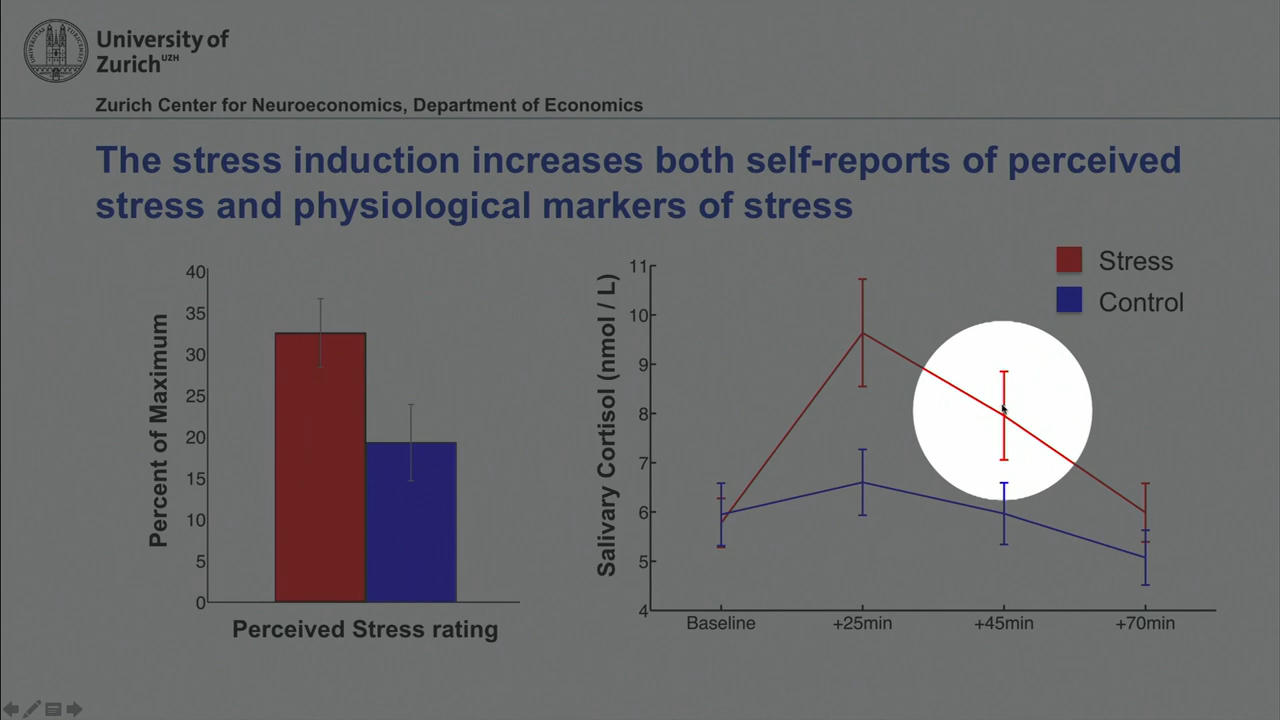 University of
Zurich UZH
Zurich Center for Neuroeconomics, Department of Economics
The stress induction increases both self-reports of perceived
stress and physiological markers of stress
Percent of Maximum
40
35
30
25
20
15
10
5
0
Perceived Stress rating
Salivary Cortisol (nmol / L)
11
10
9
8
7
6
5
4
Baseline
+25min
+45min
+70min
Stress
Control